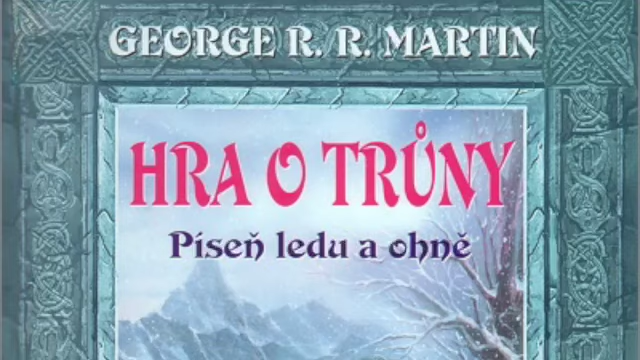 GEORGE R. R. MARTIN
HRA O TRŮNY
Píseň ledu a ohně